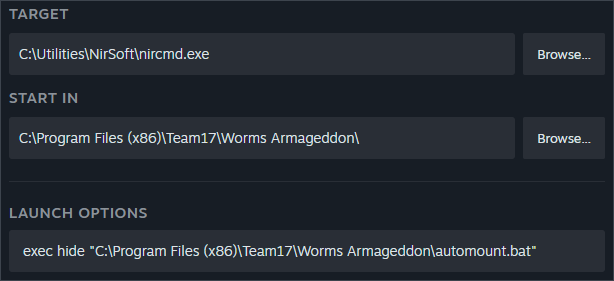 TARGET
C:\Utilities\NirSoft\nircmd.exe
Browse...
START IN
C:\Program Files (x86)\Team17\Worms Armageddon\
Browse...
LAUNCH OPTIONS
exec hide "C:\Program Files (x86)\Team17\Worms Armageddon\automount.bat"